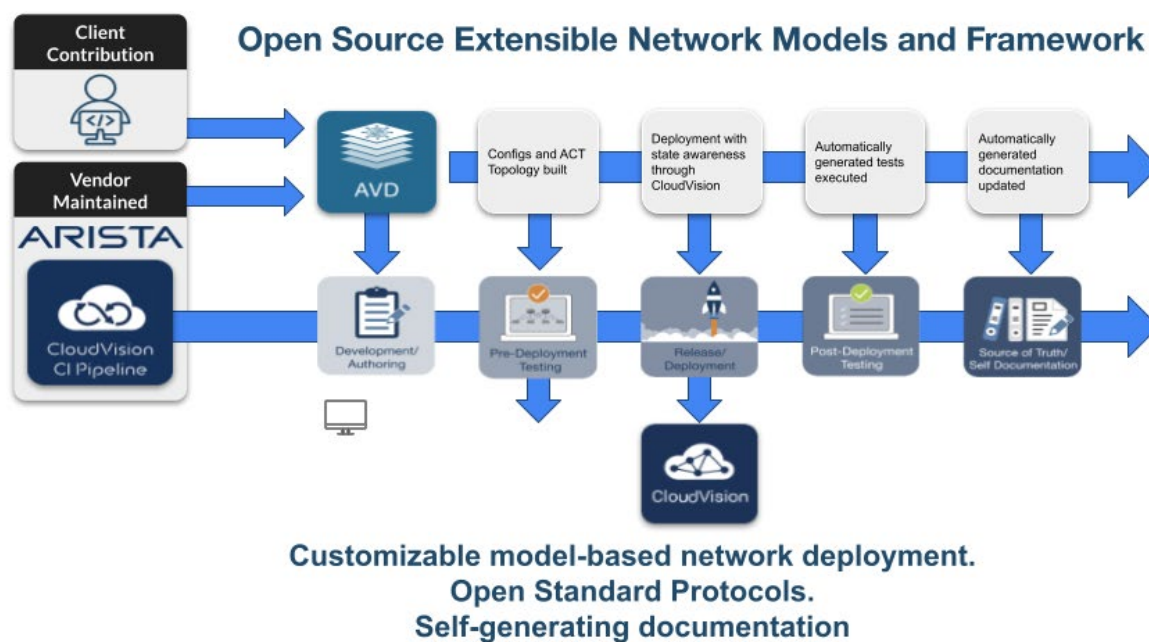 Client
Contribution
</>
Open Source Extensible Network Models and Framework
Vendor
Maintained
ARISTA
CloudVision
CI Pipeline
AVD
Configs and ACT
Topology built
Deployment with
state awareness
through
CloudVision
Automatically
generated tests
executed
Automatically
generated
documentation
updated
Development/
Authoring
Pre-Deployment
Testing
Release/
Deployment
Post-Deployment
Testing
Source of Truth/
Self Documentation
CloudVision
Customizable model-based network deployment.
Open Standard Protocols.
Self-generating documentation